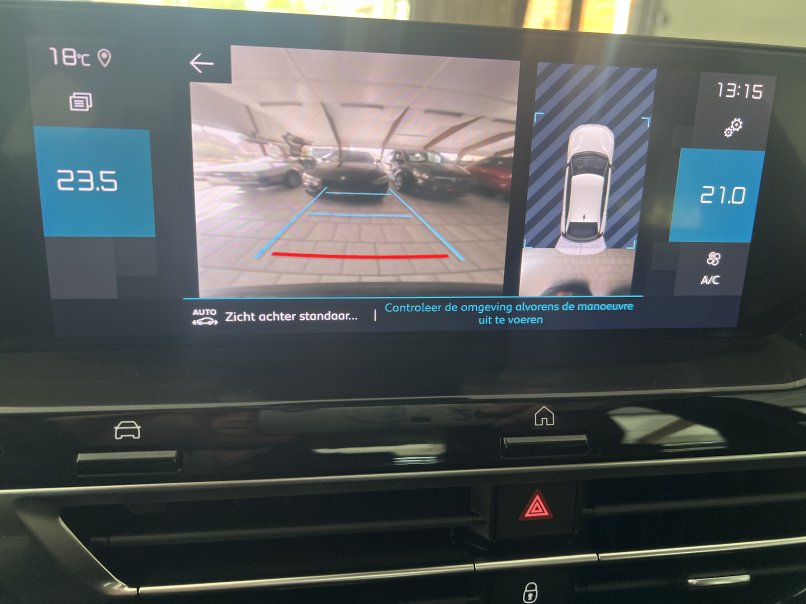 18°C
13:15
23.5
21.0
A/C
AUTO
Zicht achter standaar...
Controleer de omgeving alvorens de manoeuvre
uit te voeren